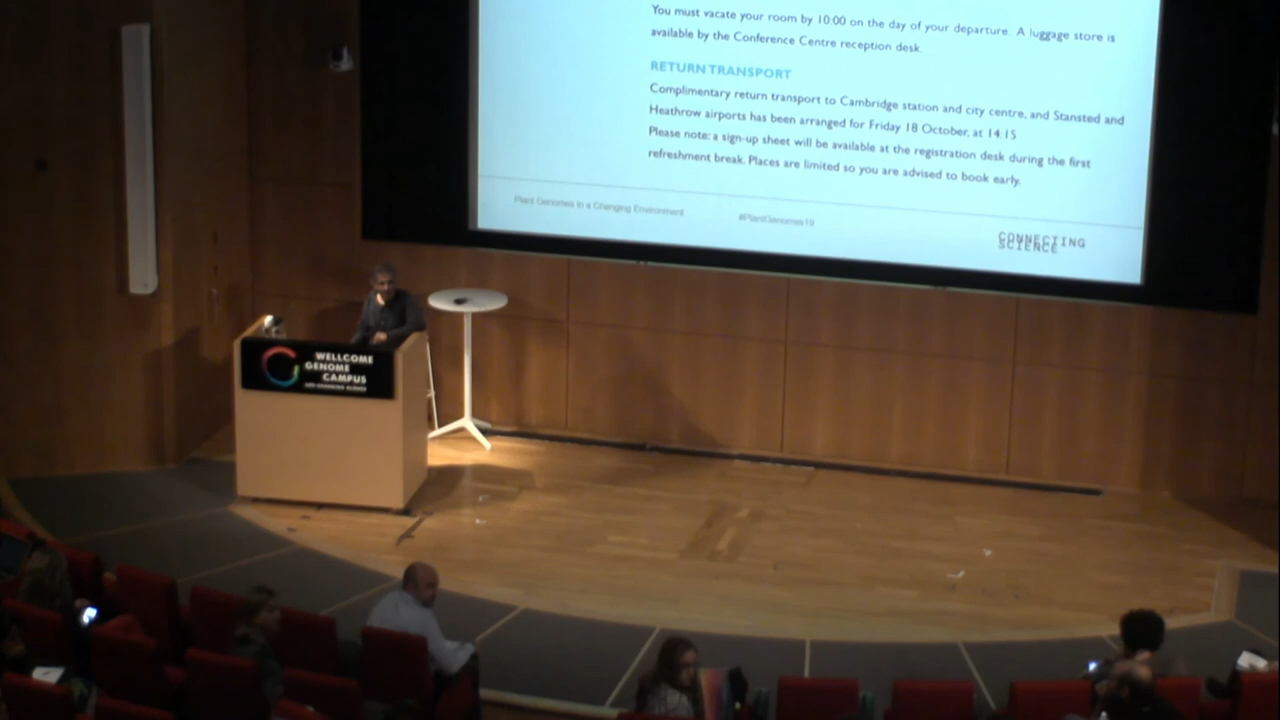 You must vacate your room by 10:00 on the day of your departure. A luggage store is
available by the Conference Centre reception desk.
RETURN TRANSPORT
Complimentary return transport to Cambridge station and city centre, and Stansted and
Heathrow airports has been arranged for Friday 18 October, at 14:15
Please note: a sign-up sheet will be available at the registration desk during the first
refreshment break. Places are limited so you are advised to book early.
Plant Genomes in a Changing Environment
#PlantGenomes19
CONNECTING
SCIENCE
WELLCOME
GENOME
CAMPUS